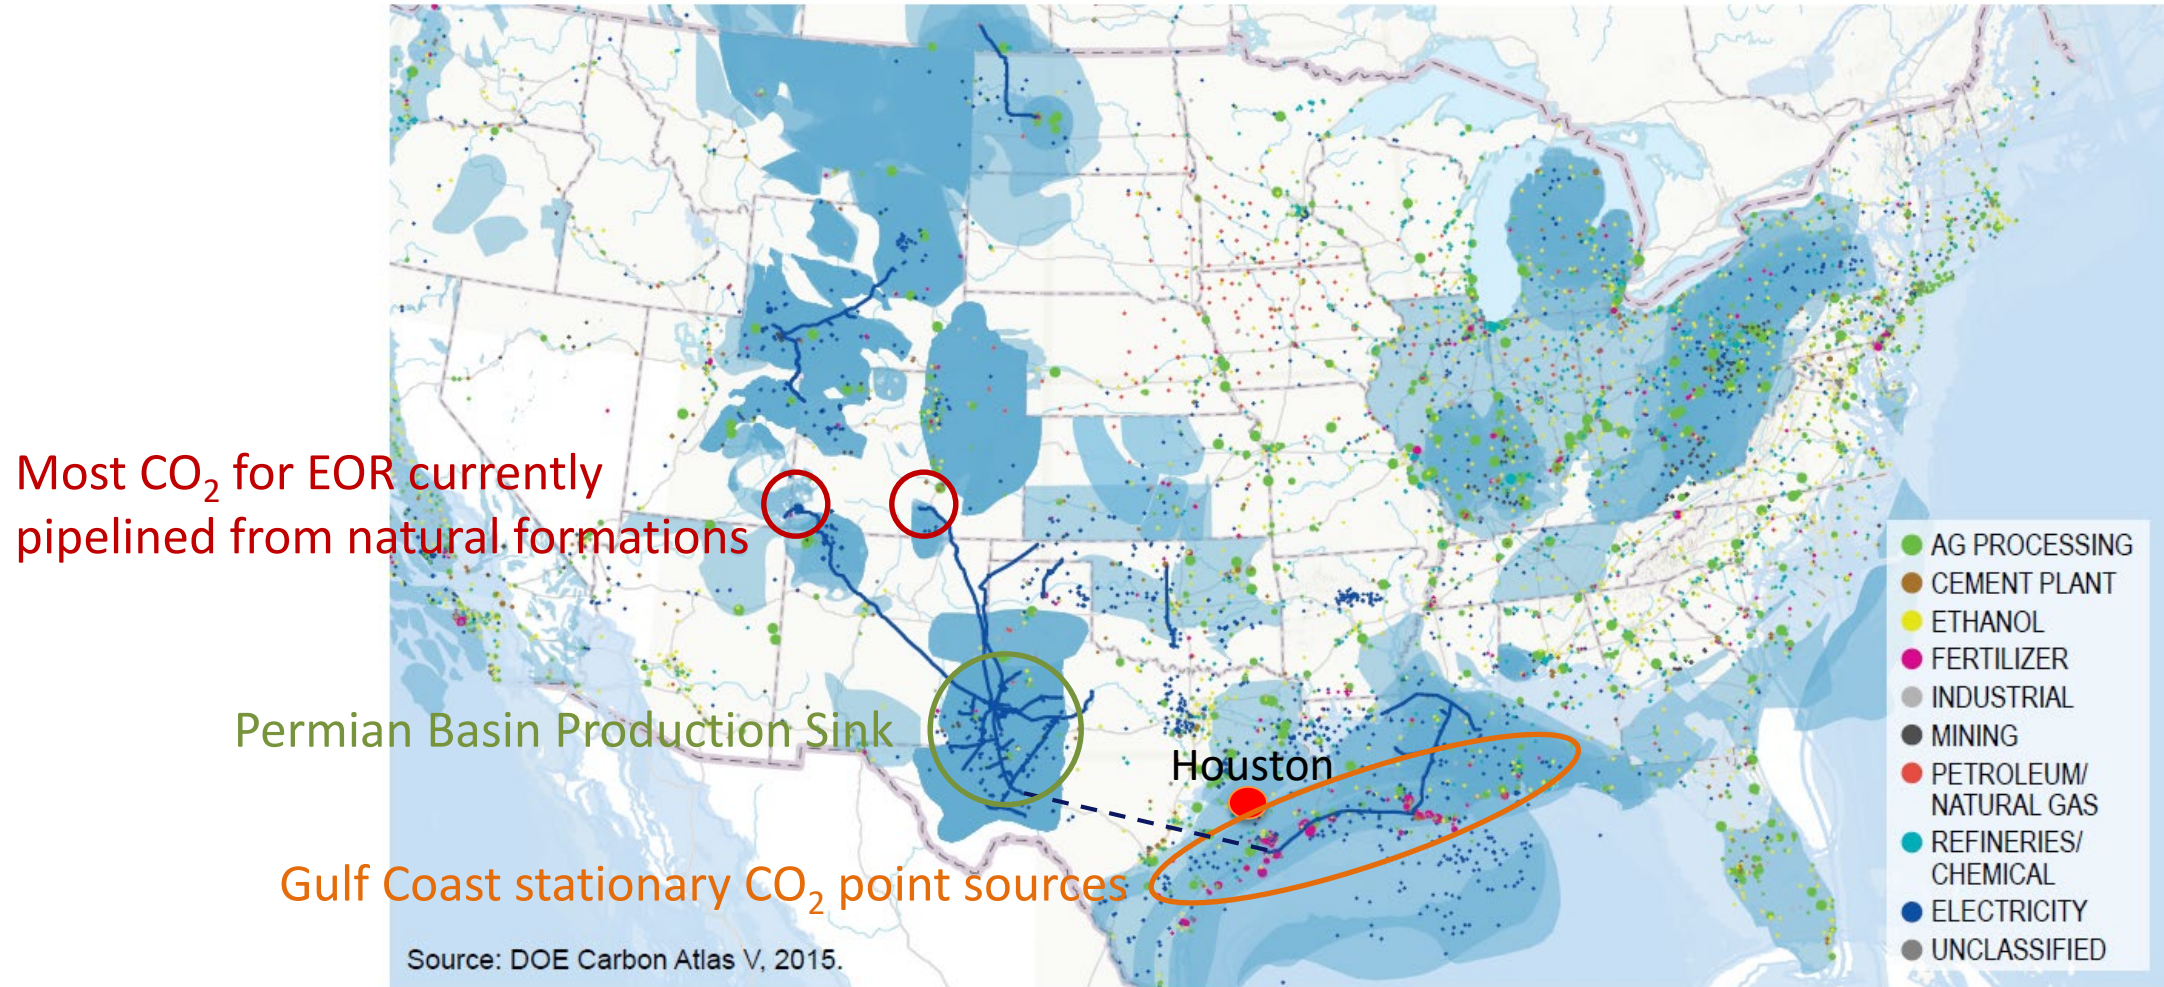 Most CO₂ for EOR currently
pipelined from natural formations
Permian Basin Production Sink
Houston
Gulf Coast stationary CO₂ point sources
Source: DOE Carbon Atlas V, 2015.
AG PROCESSING
CEMENT PLANT
ETHANOL
FERTILIZER
INDUSTRIAL
MINING
PETROLEUM/
NATURAL GAS
REFINERIES/
CHEMICAL
ELECTRICITY
UNCLASSIFIED